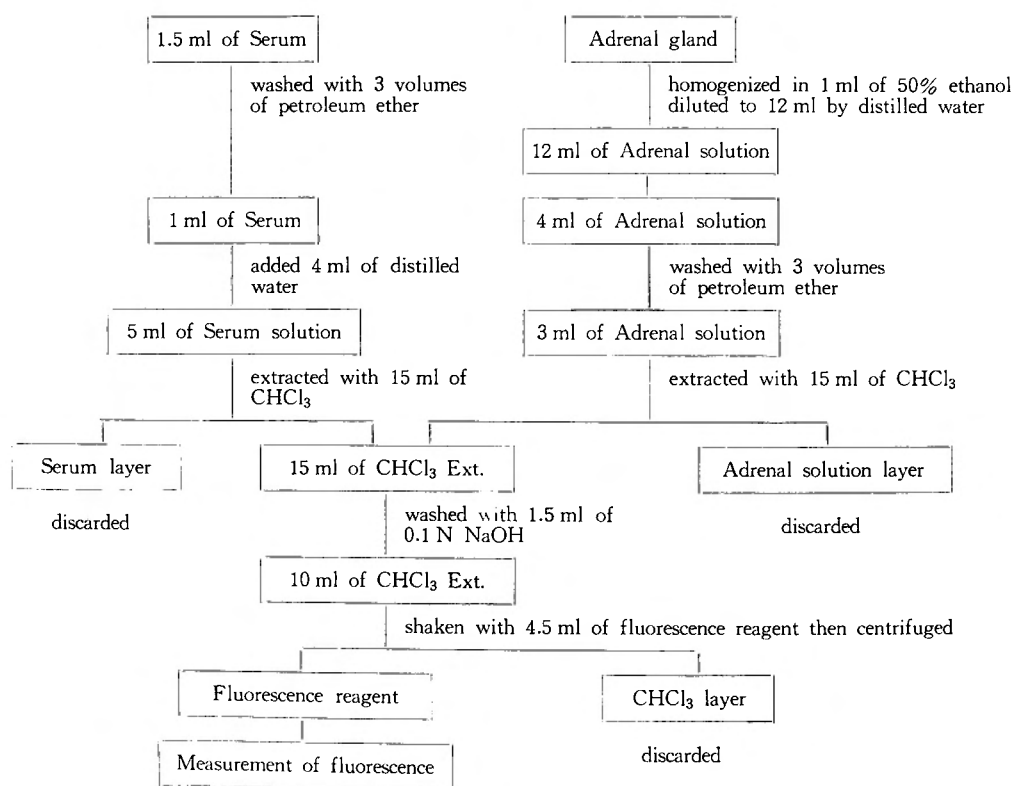 1.5 ml of Serum
Adrenal gland
washed with 3 volumes
of petroleum ether
homogenized in 1 ml of 50% ethanol
diluted to 12 ml by distilled water
12 ml of Adrenal solution
1 ml of Serum
4 ml of Adrenal solution
added 4 ml of distilled
water
washed with 3 volumes
of petroleum ether
5 ml of Serum solution
3 ml of Adrenal solution
extracted with 15 ml of
CHCl₃
extracted with 15 ml of CHCl₃
Serum layer
15 ml of CHCl₃ Ext.
Adrenal solution layer
discarded
washed with 1.5 ml of
0.1 N NaOH
discarded
10 ml of CHCl₃ Ext.
shaken with 4.5 ml of fluorescence reagent then centrifuged
Fluorescence reagent
CHCl₃ layer
discarded
Measurement of fluorescence